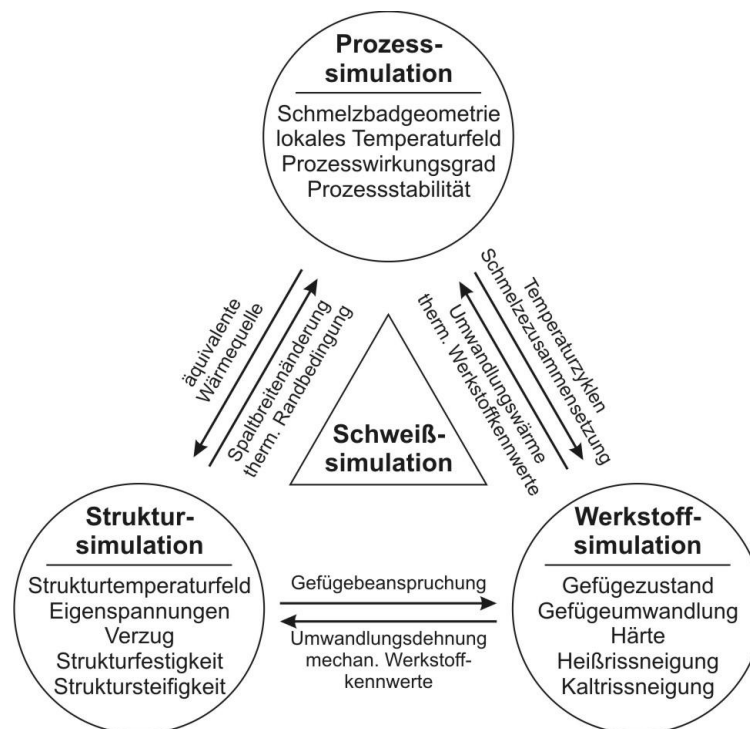 Prozess-
simulation
Schmelzbadgeometrie
lokales Temperaturfeld
Prozesswirkungsgrad
Prozessstabilität
äquivalente
Wärmequelle
Spaltbreitenänderung
therm. Randbedingung
Temperaturzyklen
Schmelzezusammensetzung
Umwandlungswärme
therm. Werkstoffkennwerte
Schweiß-
simulation
Struktur-
simulation
Strukturtemperaturfeld
Eigenspannungen
Verzug
Strukturfestigkeit
Struktursteifigkeit
Gefügebeanspruchung
Umwandlungsdehnung
mechan. Werkstoff-
kennwerte
Werkstoff-
simulation
Gefügezustand
Gefügeumwandlung
Härte
Heißrissneigung
Kaltrissneigung